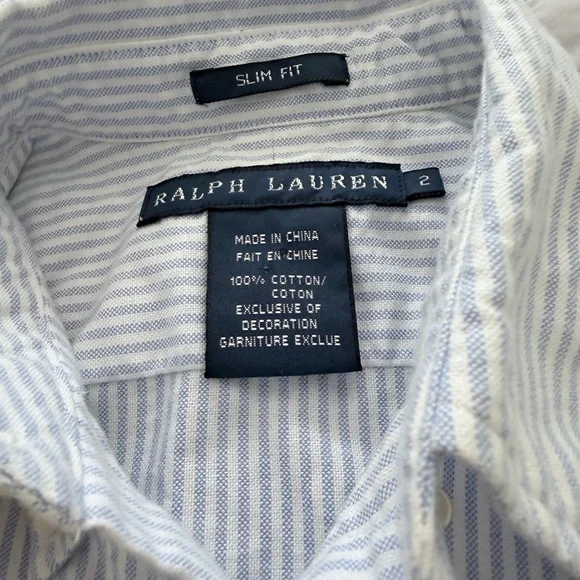 SLIM FIT
RALPH LAUREN 2
MADE IN CHINA
FAIT EN CHINE
100% COTTON/
COTON
EXCLUSIVE OF
DECORATION
GARNITURE EXCLUE